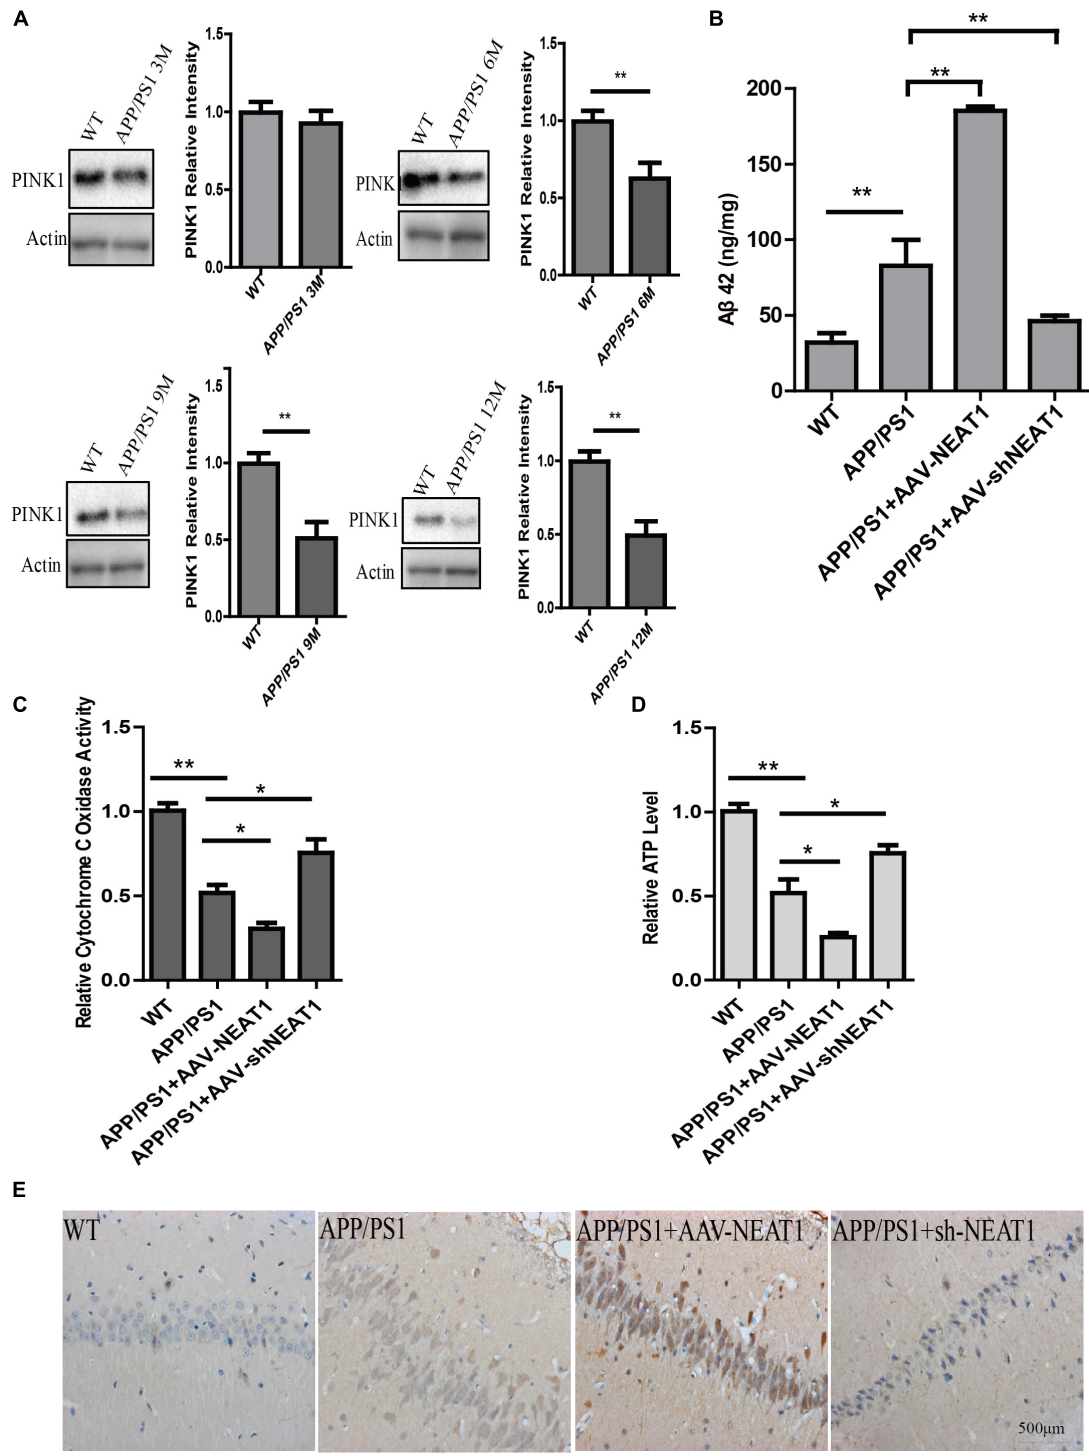 A
WT
APP/PS1 3M
PINK1
Actin
PINK1 Relative Intensity
1.5
1.0
0.5
0.0
WT
APP/PS1 3M
WT
APP/PS1 6M
PINK
Actin
PINK1 Relative Intensity
1.5
1.0
0.5
0.0
**
WT
APP/PS1 6M
WT
APP/PS1 9M
PINK1
Actin
PINK1 Relative Intensity
1.5
1.0
0.5
0.0
**
WT
APP/PS1 9M
WT
APP/PS1 12M
PINK1
Actin
PINK1 Relative Intensity
1.5
1.0
0.5
0.0
**
WT
APP/PS1 12M
B
Aβ 42 (ng/mg)
200
150
100
50
0
**
**
**
WT
APP/PS1
APP/PS1+AAV-NEAT1
APP/PS1+AAV-shNEAT1
C
Relative Cytochrome C Oxidase Activity
1.5
1.0
0.5
0.0
**
*
*
WT
APP/PS1
APP/PS1+AAV-NEAT1
APP/PS1+AAV-shNEAT1
D
Relative ATP Level
1.5
1.0
0.5
0.0
**
*
*
WT
APP/PS1
APP/PS1+AAV-NEAT1
APP/PS1+AAV-shNEAT1
E
WT
APP/PS1
APP/PS1+AAV-NEAT1
APP/PS1+sh-NEAT1
500μm